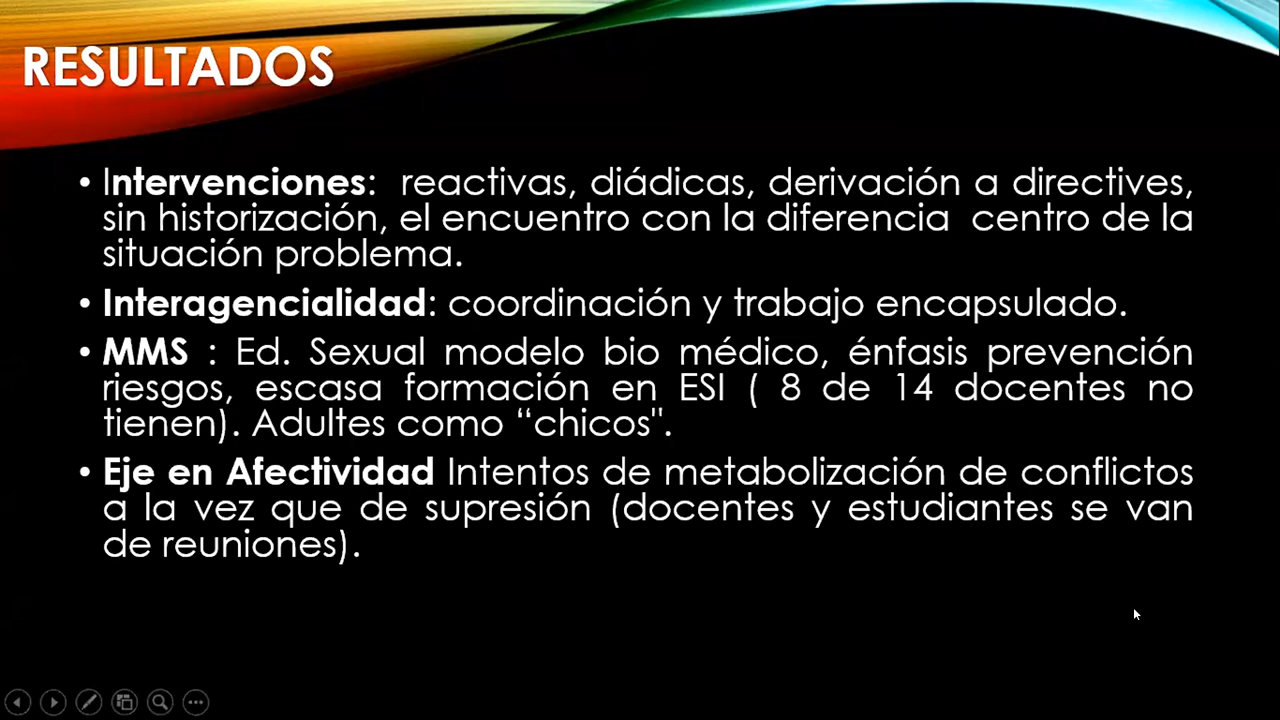 RESULTADOS
• Intervenciones: reactivas, diádicas, derivación a directives,
sin historización, el encuentro con la diferencia centro de la
situación problema.
• Interagencialidad: coordinación y trabajo encapsulado.
• MMS : Ed. Sexual modelo bio médico, énfasis prevención
riesgos, escasa formación en ESI ( 8 de 14 docentes no
tienen). Adultes como “chicos".
• Eje en Afectividad Intentos de metabolización de conflictos
a la vez que de supresión (docentes y estudiantes se van
de reuniones).